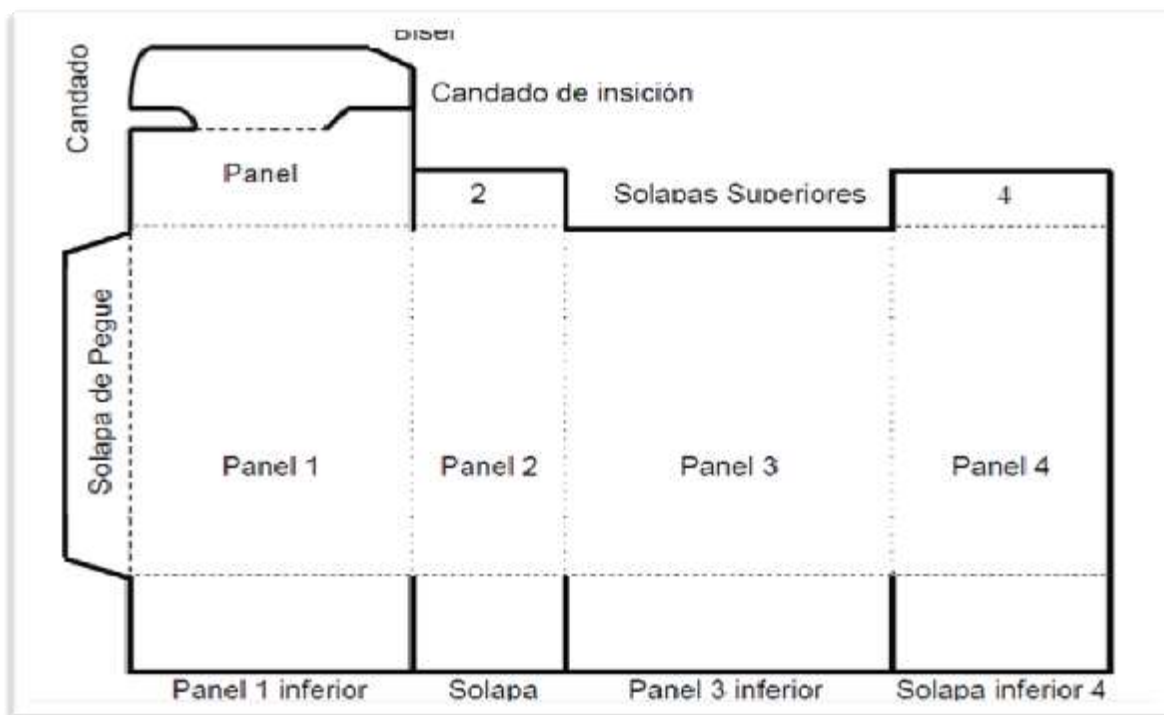 Bisel
Candado
Candado de insición
Panel
2
Solapas Superiores
4
Solapa de Pegue
Panel 1
Panel 2
Panel 3
Panel 4
Panel 1 inferior
Solapa
Panel 3 inferior
Solapa inferior 4